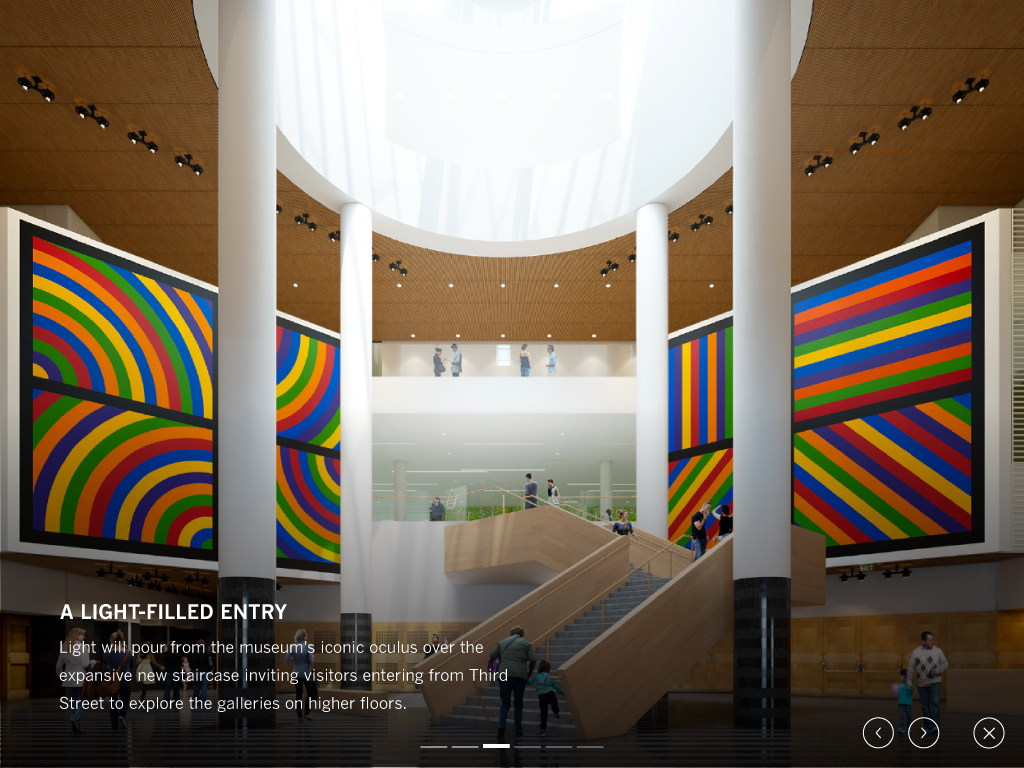 EXIT
A LIGHT-FILLED ENTRY
Light will pour from the museum's iconic oculus over the
expansive new staircase inviting visitors entering from Third
Street to explore the galleries on higher floors.